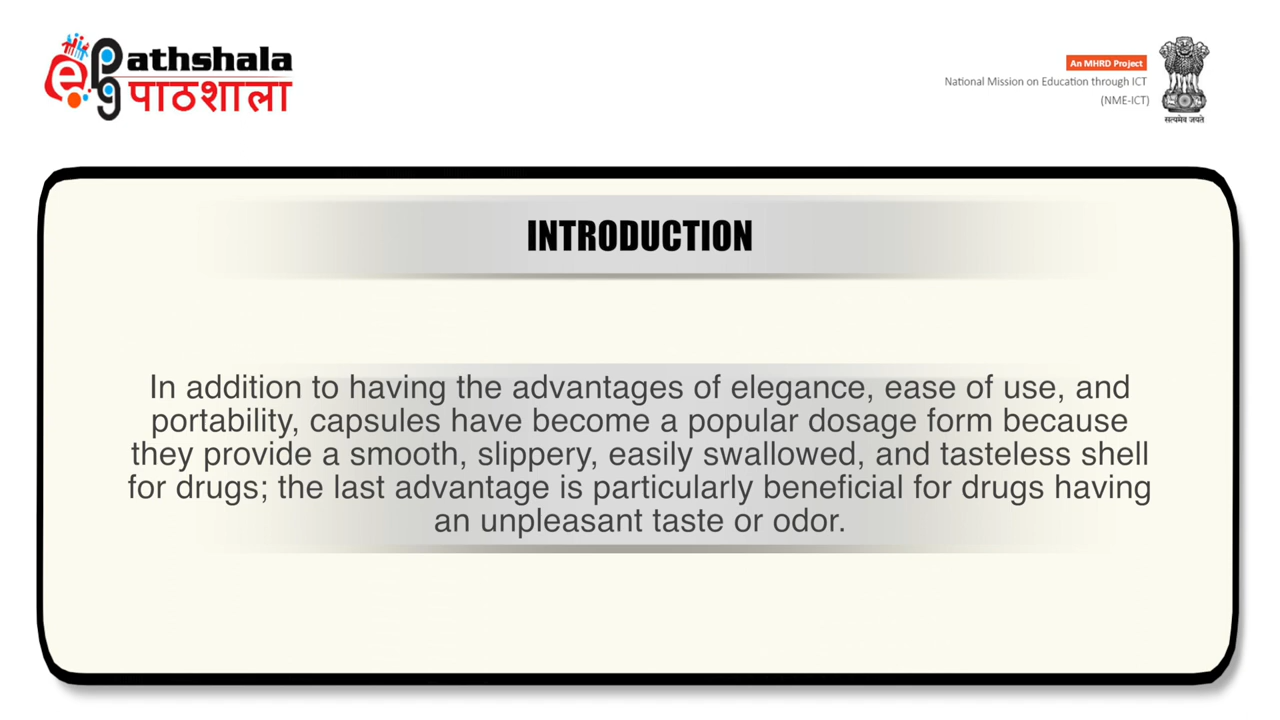 e Pathshala
pg पाठशाला
An MHRD Project
National Mission on Education through ICT
(NME-ICT)
सत्यमेव जयते
INTRODUCTION
In addition to having the advantages of elegance, ease of use, and
portability, capsules have become a popular dosage form because
they provide a smooth, slippery, easily swallowed, and tasteless shell
for drugs; the last advantage is particularly beneficial for drugs having
an unpleasant taste or odor.